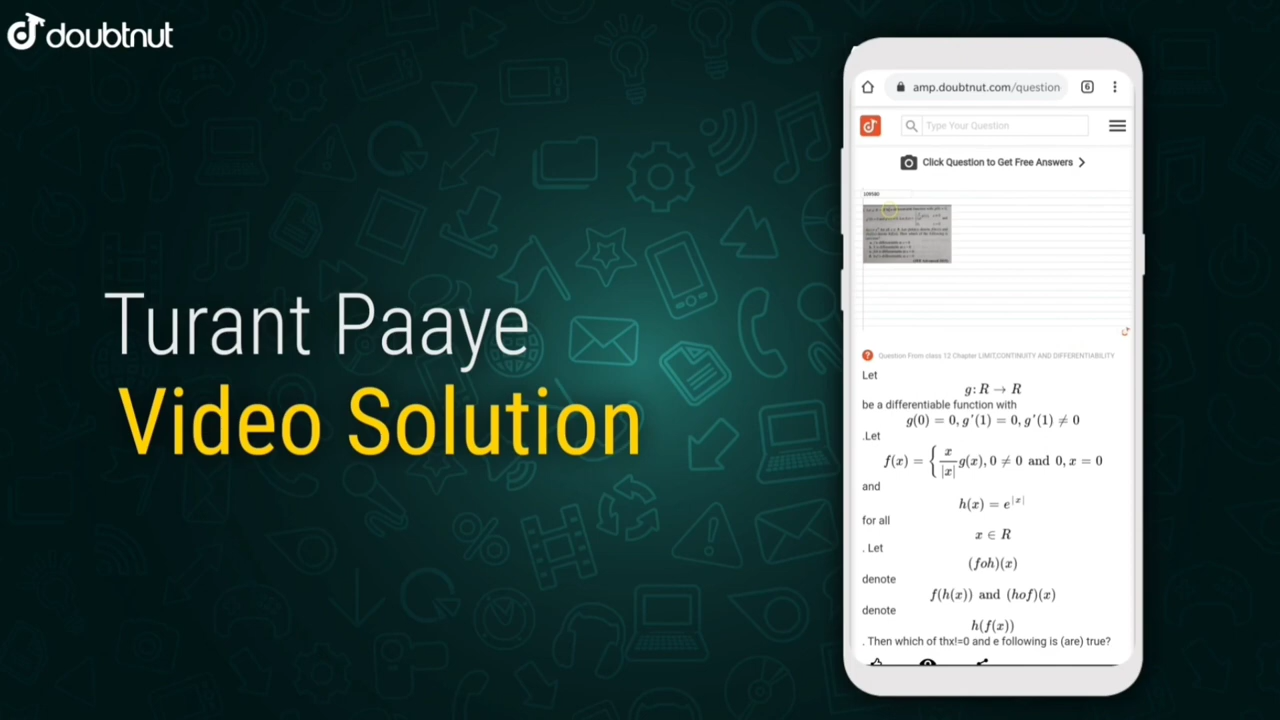 doubtnut
Turant Paaye
Video Solution
amp.doubtnut.com/question
6
Type Your Question
Click Question to Get Free Answers
109580
Question From class 12 Chapter LIMIT,CONTINUITY AND DIFFERENTIABILITY
Let
g: R → R
be a differentiable function with
g(0) = 0, g′(1) = 0, g′(1) ≠ 0
.Let
f(x) = { x/|x| g(x), 0 ≠ 0 and 0, x = 0
and
h(x) = e^|x|
for all
x ∈ R
. Let
(foh)(x)
denote
f(h(x)) and (hof)(x)
denote
h(f(x))
. Then which of thx!=0 and e following is (are) true?